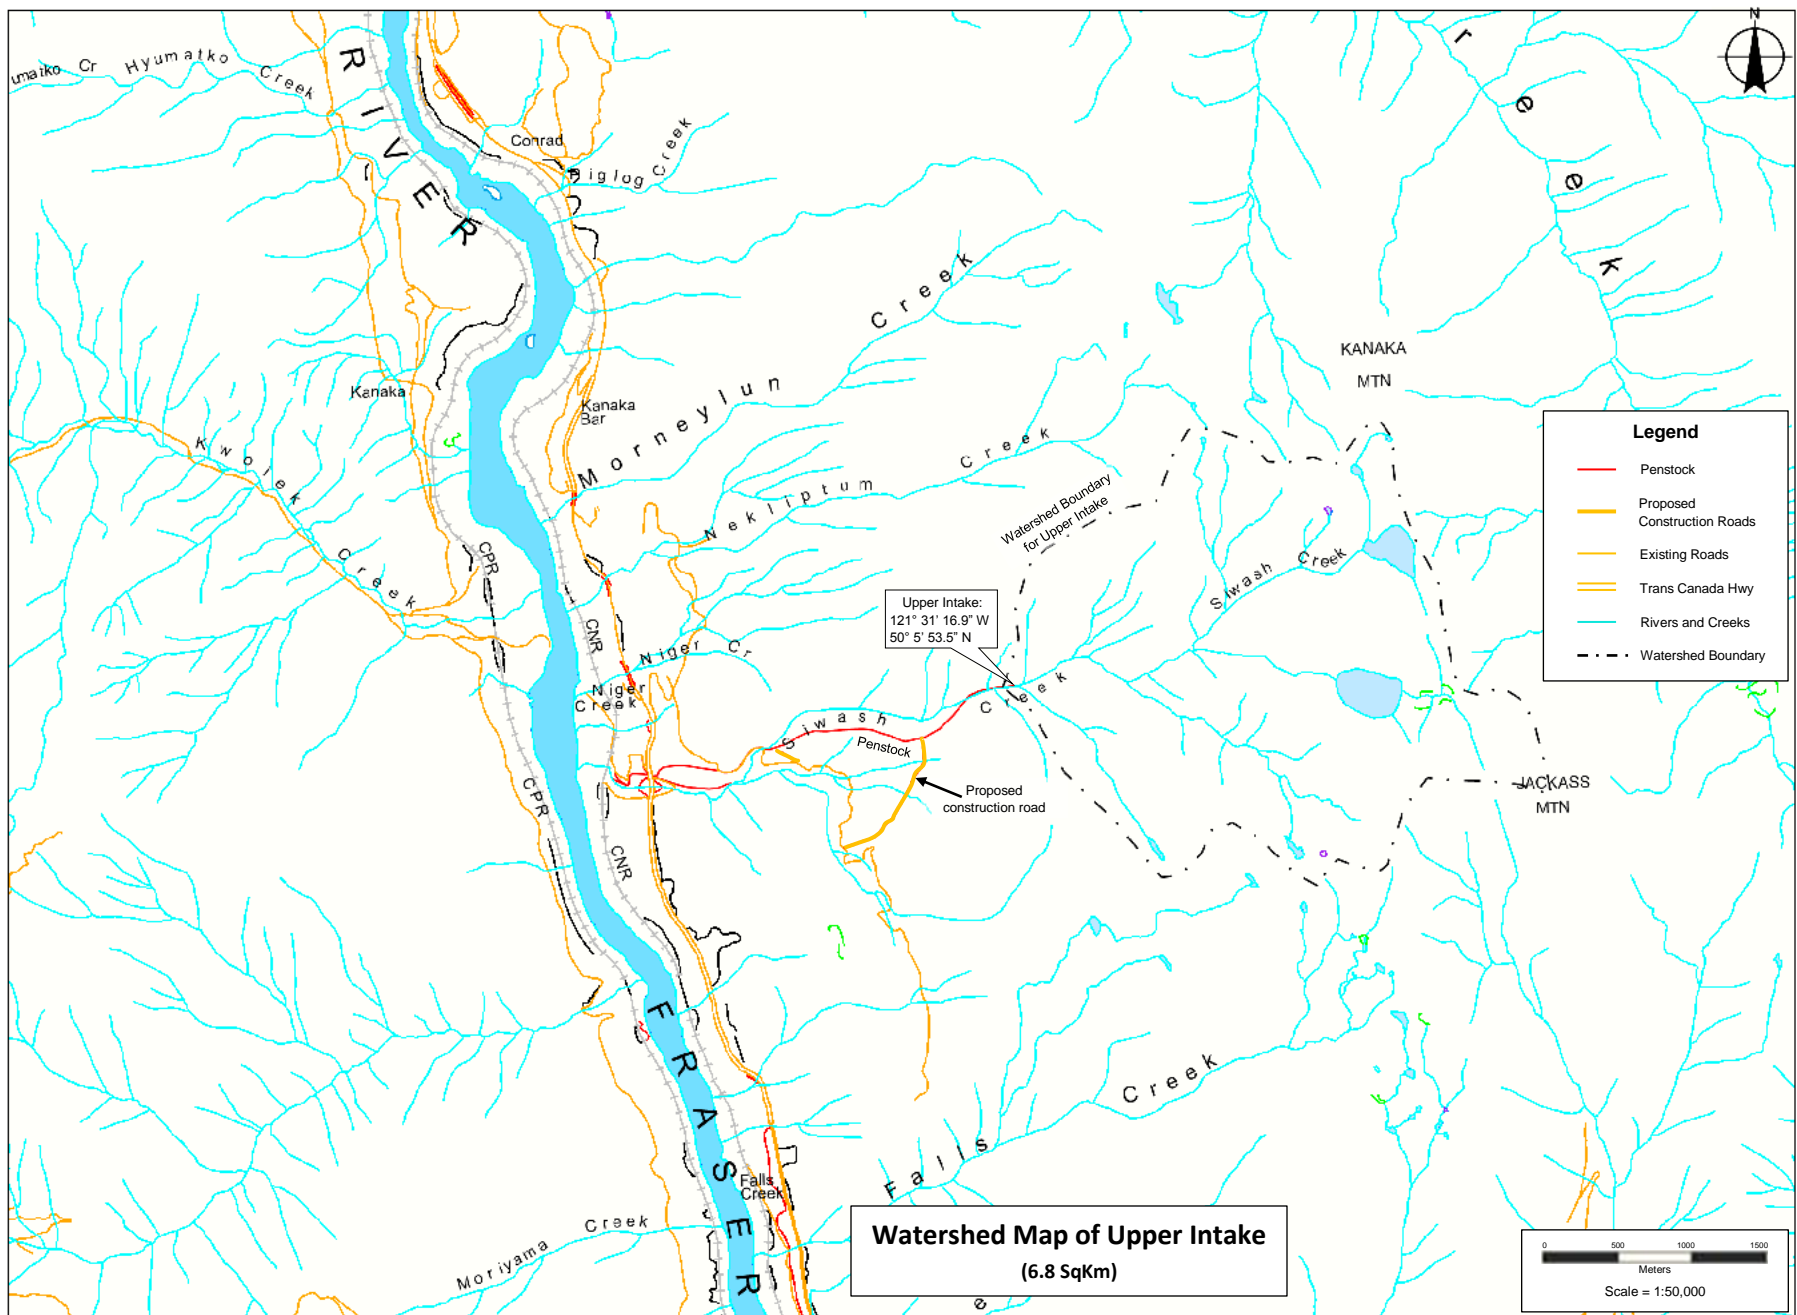 N
umatko Cr
Hyumatko Creek
RIVER
Conrad
Siglog Creek
reek
Morneylun Creek
KANAKA
MTN
Kanaka
Kanaka
Bar
Kwoiek Creek
Nekliptum Creek
Watershed Boundary
for Upper Intake
Siwash Creek
CPR
CNR
Upper Intake:
121° 31' 16.9" W
50° 5' 53.5" N
Niger Cr
Niger
Creek
Siwash Creek
Penstock
Proposed
construction road
JACKASS
MTN
CPR
CNR
FRASER
Falls Creek
Falls
Creek
Moriyama Creek
e
Legend
Penstock
Proposed
Construction Roads
Existing Roads
Trans Canada Hwy
Rivers and Creeks
Watershed Boundary
Watershed Map of Upper Intake
(6.8 SqKm)
0 500 1000 1500
Meters
Scale = 1:50,000